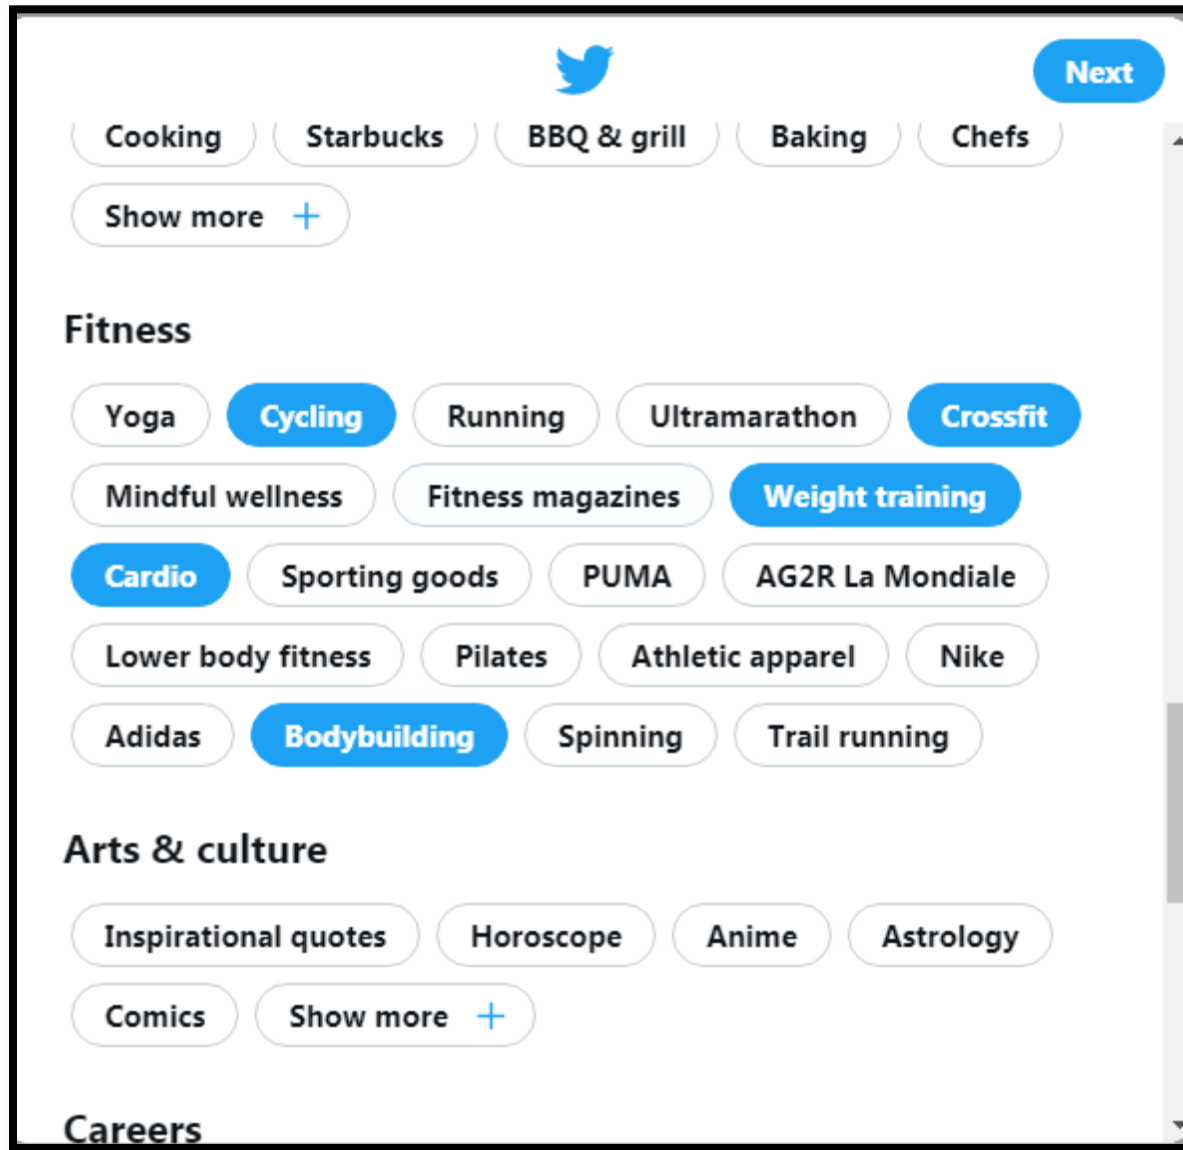 Next
Cooking Starbucks BBQ & grill Baking Chefs
Show more +
Fitness
Yoga Cycling Running Ultramarathon Crossfit
Mindful wellness Fitness magazines Weight training
Cardio Sporting goods PUMA AG2R La Mondiale
Lower body fitness Pilates Athletic apparel Nike
Adidas Bodybuilding Spinning Trail running
Arts & culture
Inspirational quotes Horoscope Anime Astrology
Comics Show more +
Careers